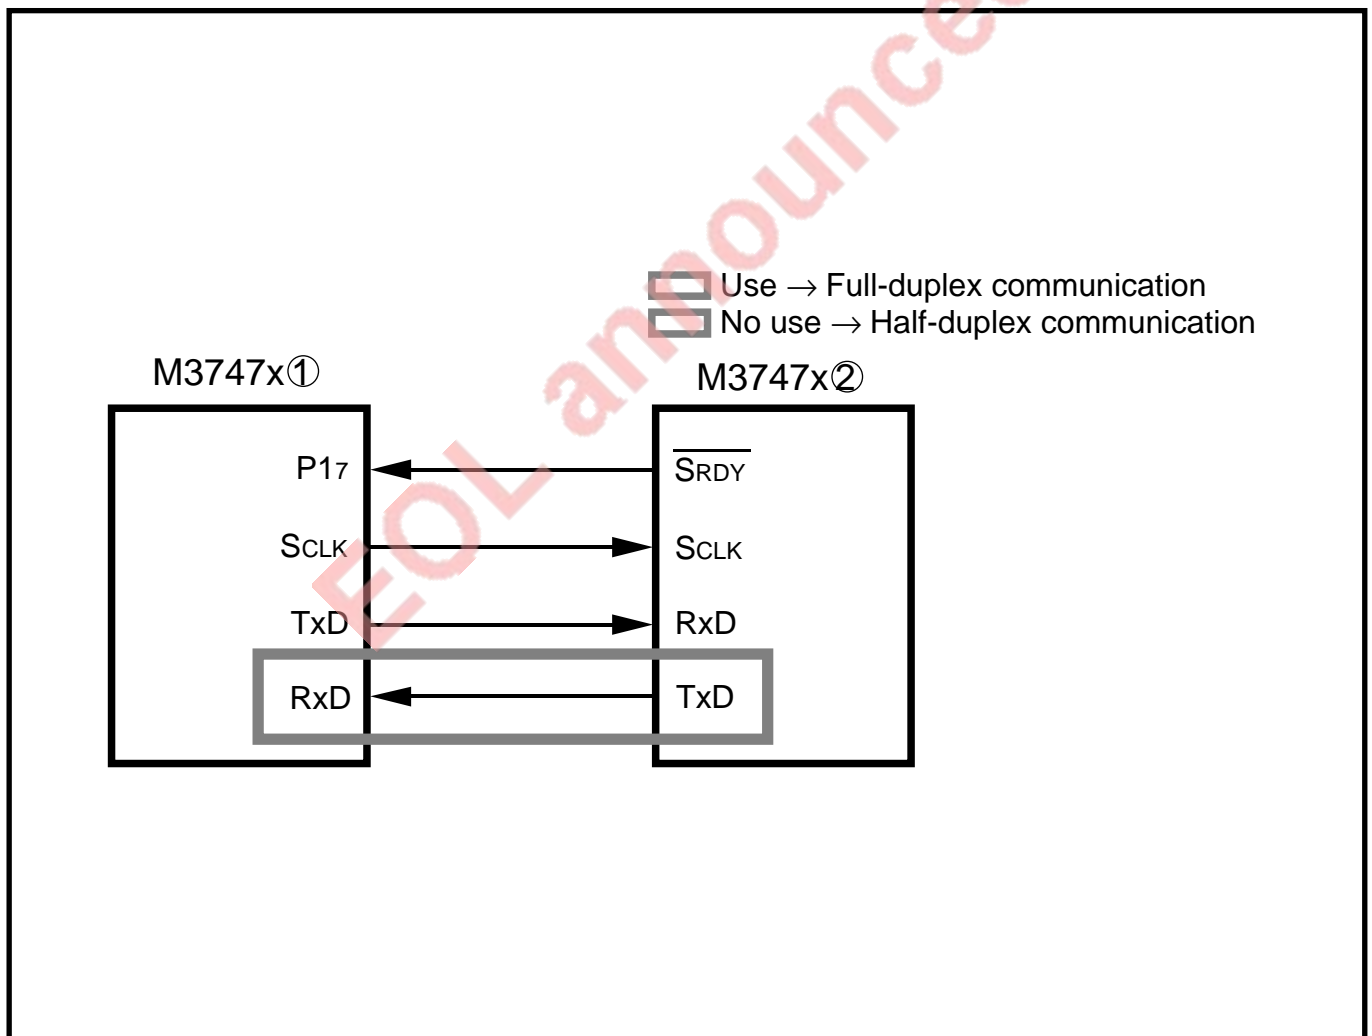 EOL announced
Use → Full-duplex communication
No use → Half-duplex communication
M3747x①
M3747x②
P17
SRDY
SCLK
SCLK
TxD
RxD
RxD
TxD